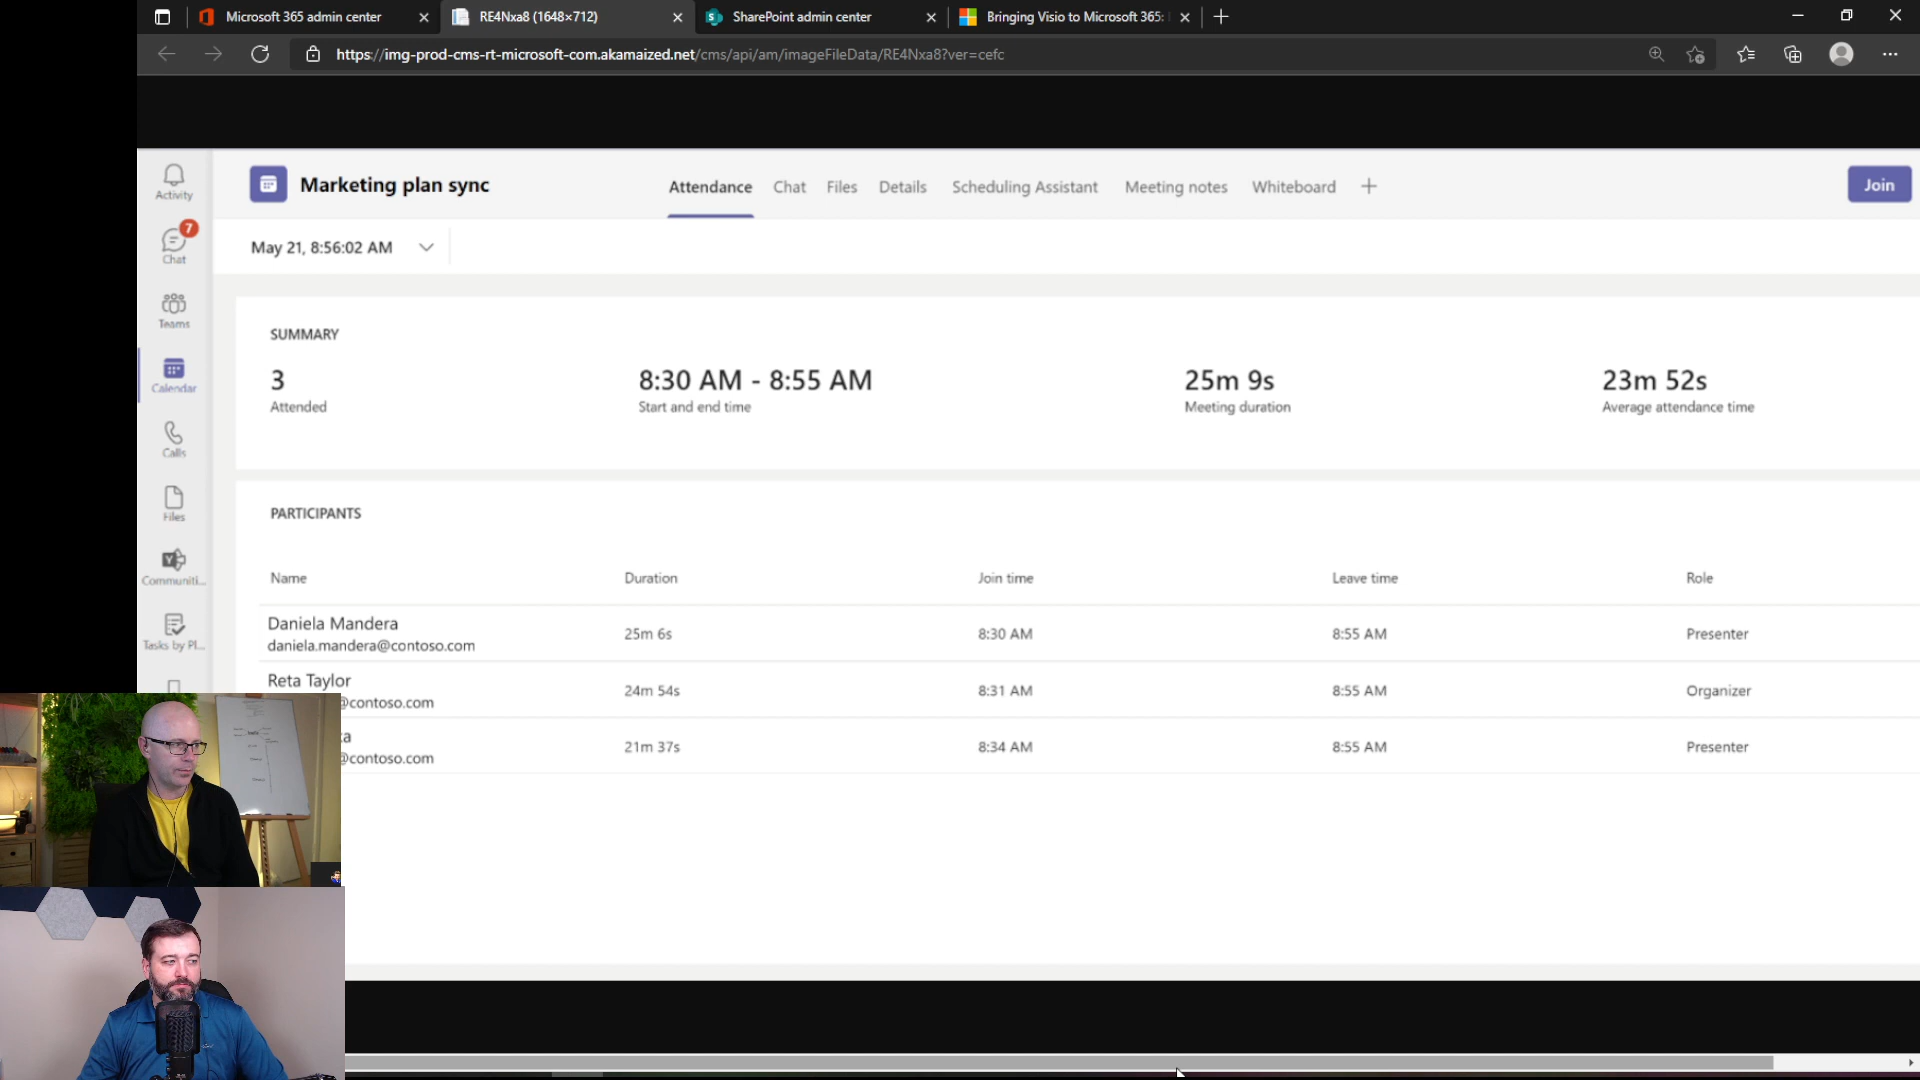 Microsoft 365 admin center
RE4Nxa8 (1648×712)
SharePoint admin center
Bringing Visio to Microsoft 365:
https://img-prod-cms-rt-microsoft-com.akamaized.net/cms/api/am/imageFileData/RE4Nxa8?ver=cefc
Activity
Marketing plan sync
Attendance Chat Files Details Scheduling Assistant Meeting notes Whiteboard
Join
7
Chat
May 21, 8:56:02 AM
Teams
Calendar
Calls
Files
Communiti...
Tasks by Pl...
SUMMARY
3 8:30 AM - 8:55 AM 25m 9s 23m 52s
Attended Start and end time Meeting duration Average attendance time
PARTICIPANTS
Name Duration Join time Leave time Role
Daniela Mandera
daniela.mandera@contoso.com
25m 6s 8:30 AM 8:55 AM Presenter
Reta Taylor
@contoso.com
24m 54s 8:31 AM 8:55 AM Organizer
@contoso.com
21m 37s 8:34 AM 8:55 AM Presenter